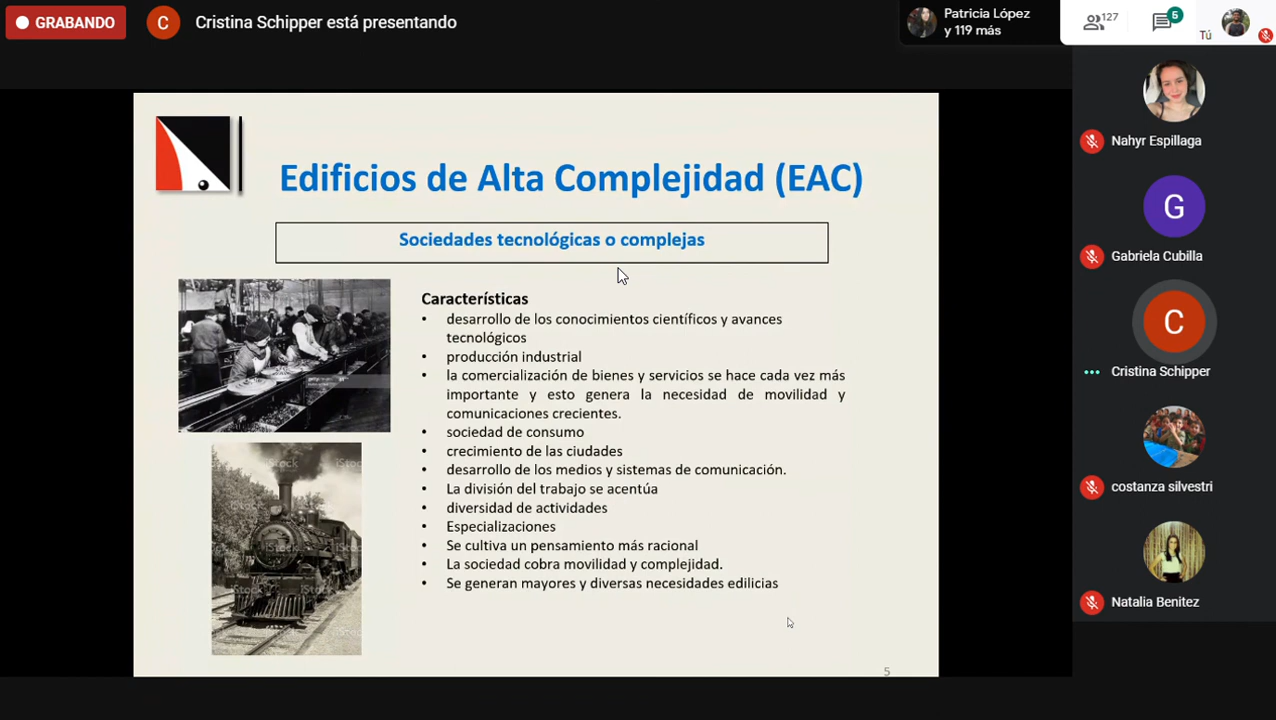 GRABANDO
C
Cristina Schipper está presentando
Patricia López
y 119 más
127
5
Tú
Nahyr Espillaga
G
Gabriela Cubilla
C
Cristina Schipper
costanza silvestri
Natalia Benitez
Edificios de Alta Complejidad (EAC)
Sociedades tecnológicas o complejas
Características
• desarrollo de los conocimientos científicos y avances
tecnológicos
• producción industrial
• la comercialización de bienes y servicios se hace cada vez más
importante y esto genera la necesidad de movilidad y
comunicaciones crecientes.
• sociedad de consumo
• crecimiento de las ciudades
• desarrollo de los medios y sistemas de comunicación.
• La división del trabajo se acentúa
• diversidad de actividades
• Especializaciones
• Se cultiva un pensamiento más racional
• La sociedad cobra movilidad y complejidad.
• Se generan mayores y diversas necesidades edilicias
iStock
iStock
iStock
iStock
5